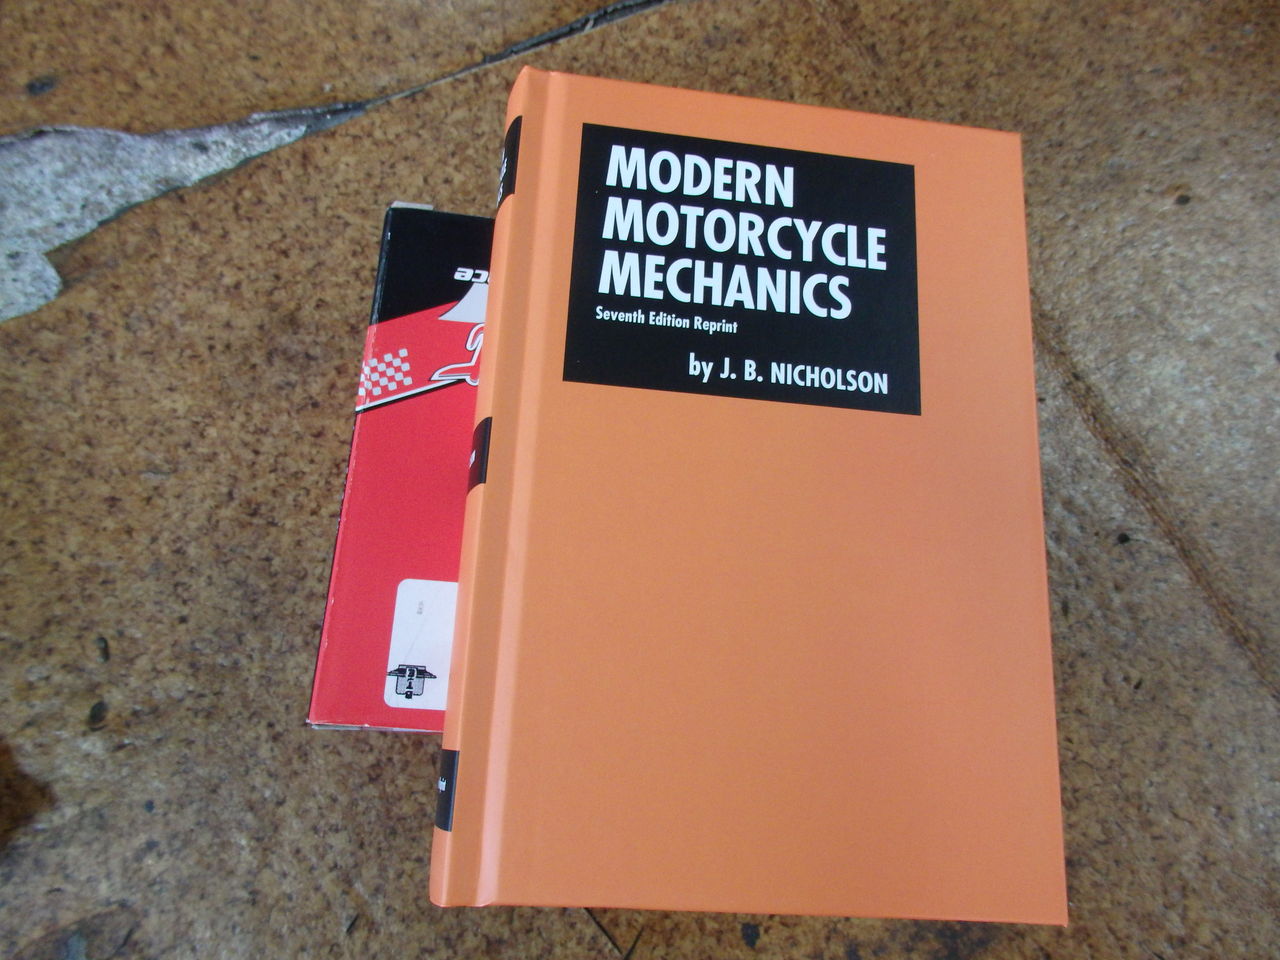 MODERN
MOTORCYCLE
MECHANICS
Seventh Edition Reprint
by J. B. NICHOLSON